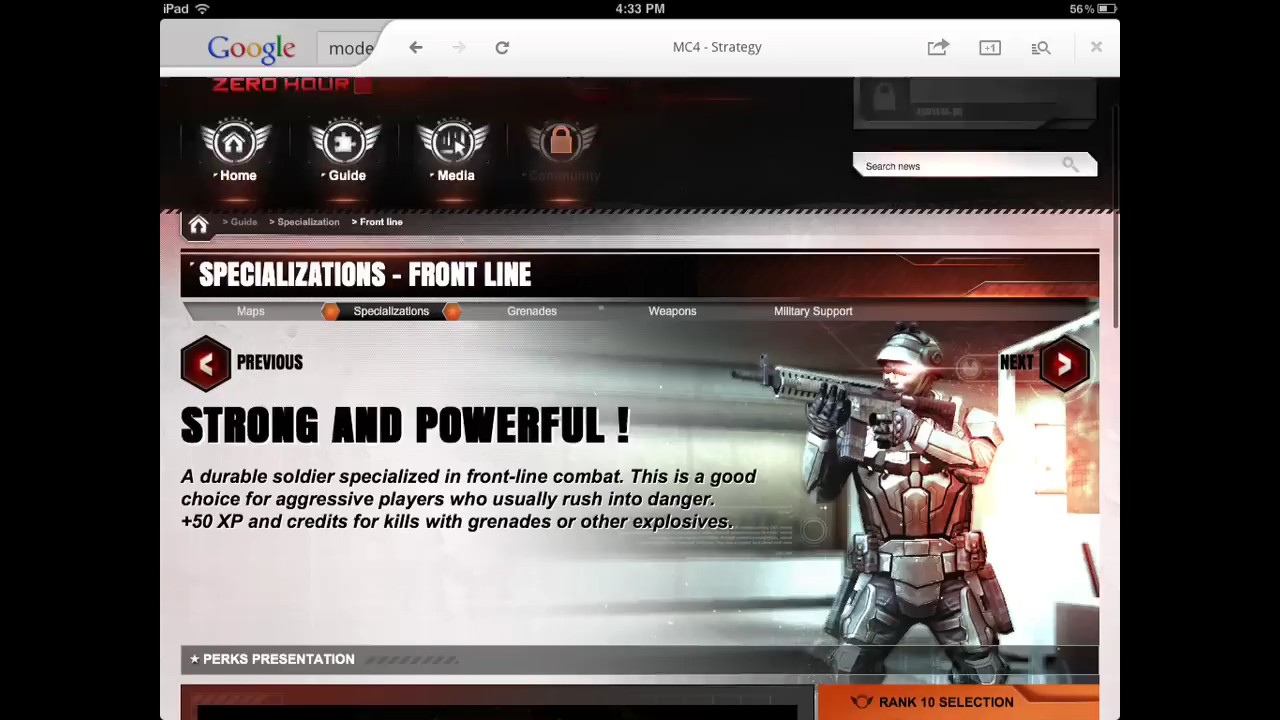 iPad
4:33 PM
56%
Google
mode
MC4 - Strategy
+1
ZERO HOUR
Home
Guide
Media
Community
Search news
> Guide > Specialization > Front line
SPECIALIZATIONS - FRONT LINE
Maps
Specializations
Grenades
Weapons
Military Support
PREVIOUS
NEXT
STRONG AND POWERFUL !
A durable soldier specialized in front-line combat. This is a good
choice for aggressive players who usually rush into danger.
+50 XP and credits for kills with grenades or other explosives.
PERKS PRESENTATION
RANK 10 SELECTION